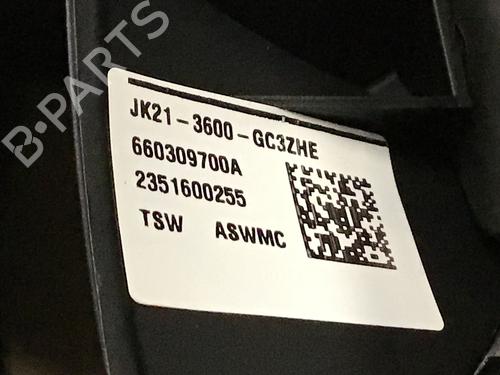 B-PARTS
JK21-3600-GC3ZHE
660309700A
2351600255
TSW ASWMC